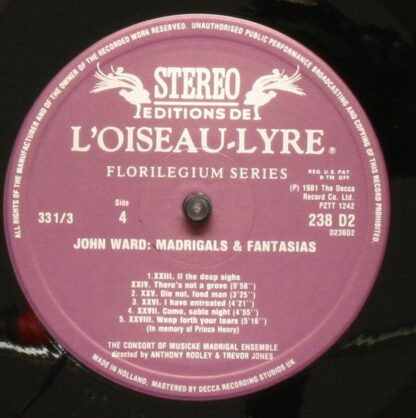 ALL RIGHTS OF THE MANUFACTURER AND OF THE OWNER OF THE RECORDED WORK RESERVED. UNAUTHORISED PUBLIC PERFORMANCE BROADCASTING AND COPYING OF THIS RECORD PROHIBITED.
STEREO
EDITIONS DE
L'OISEAU-LYRE®
FLORILEGIUM SERIES
REG. U.S. PAT.
& TM. OFF
(P) 1981 The Decca
Record Co. Ltd.
PZTT 1242
33 1/3
Side
4
238 D2
D238D2
JOHN WARD: MADRIGALS & FANTASIAS
1.XXIII. If the deep sighs
XXIV. There's not a grove (9'58")
2. XXV. Die not, fond man (3'25")
3. XXVI. I have entreated (4'21")
4. XXVII. Come, sable night (4'55")
5. XXVIII. Weep forth your tears (5'16")
(In memory of Prince Henry)
THE CONSORT OF MUSICKE MADRIGAL ENSEMBLE
directed by ANTHONY ROOLEY & TREVOR JONES
MADE IN HOLLAND, MASTERED BY DECCA RECORDING STUDIOS UK